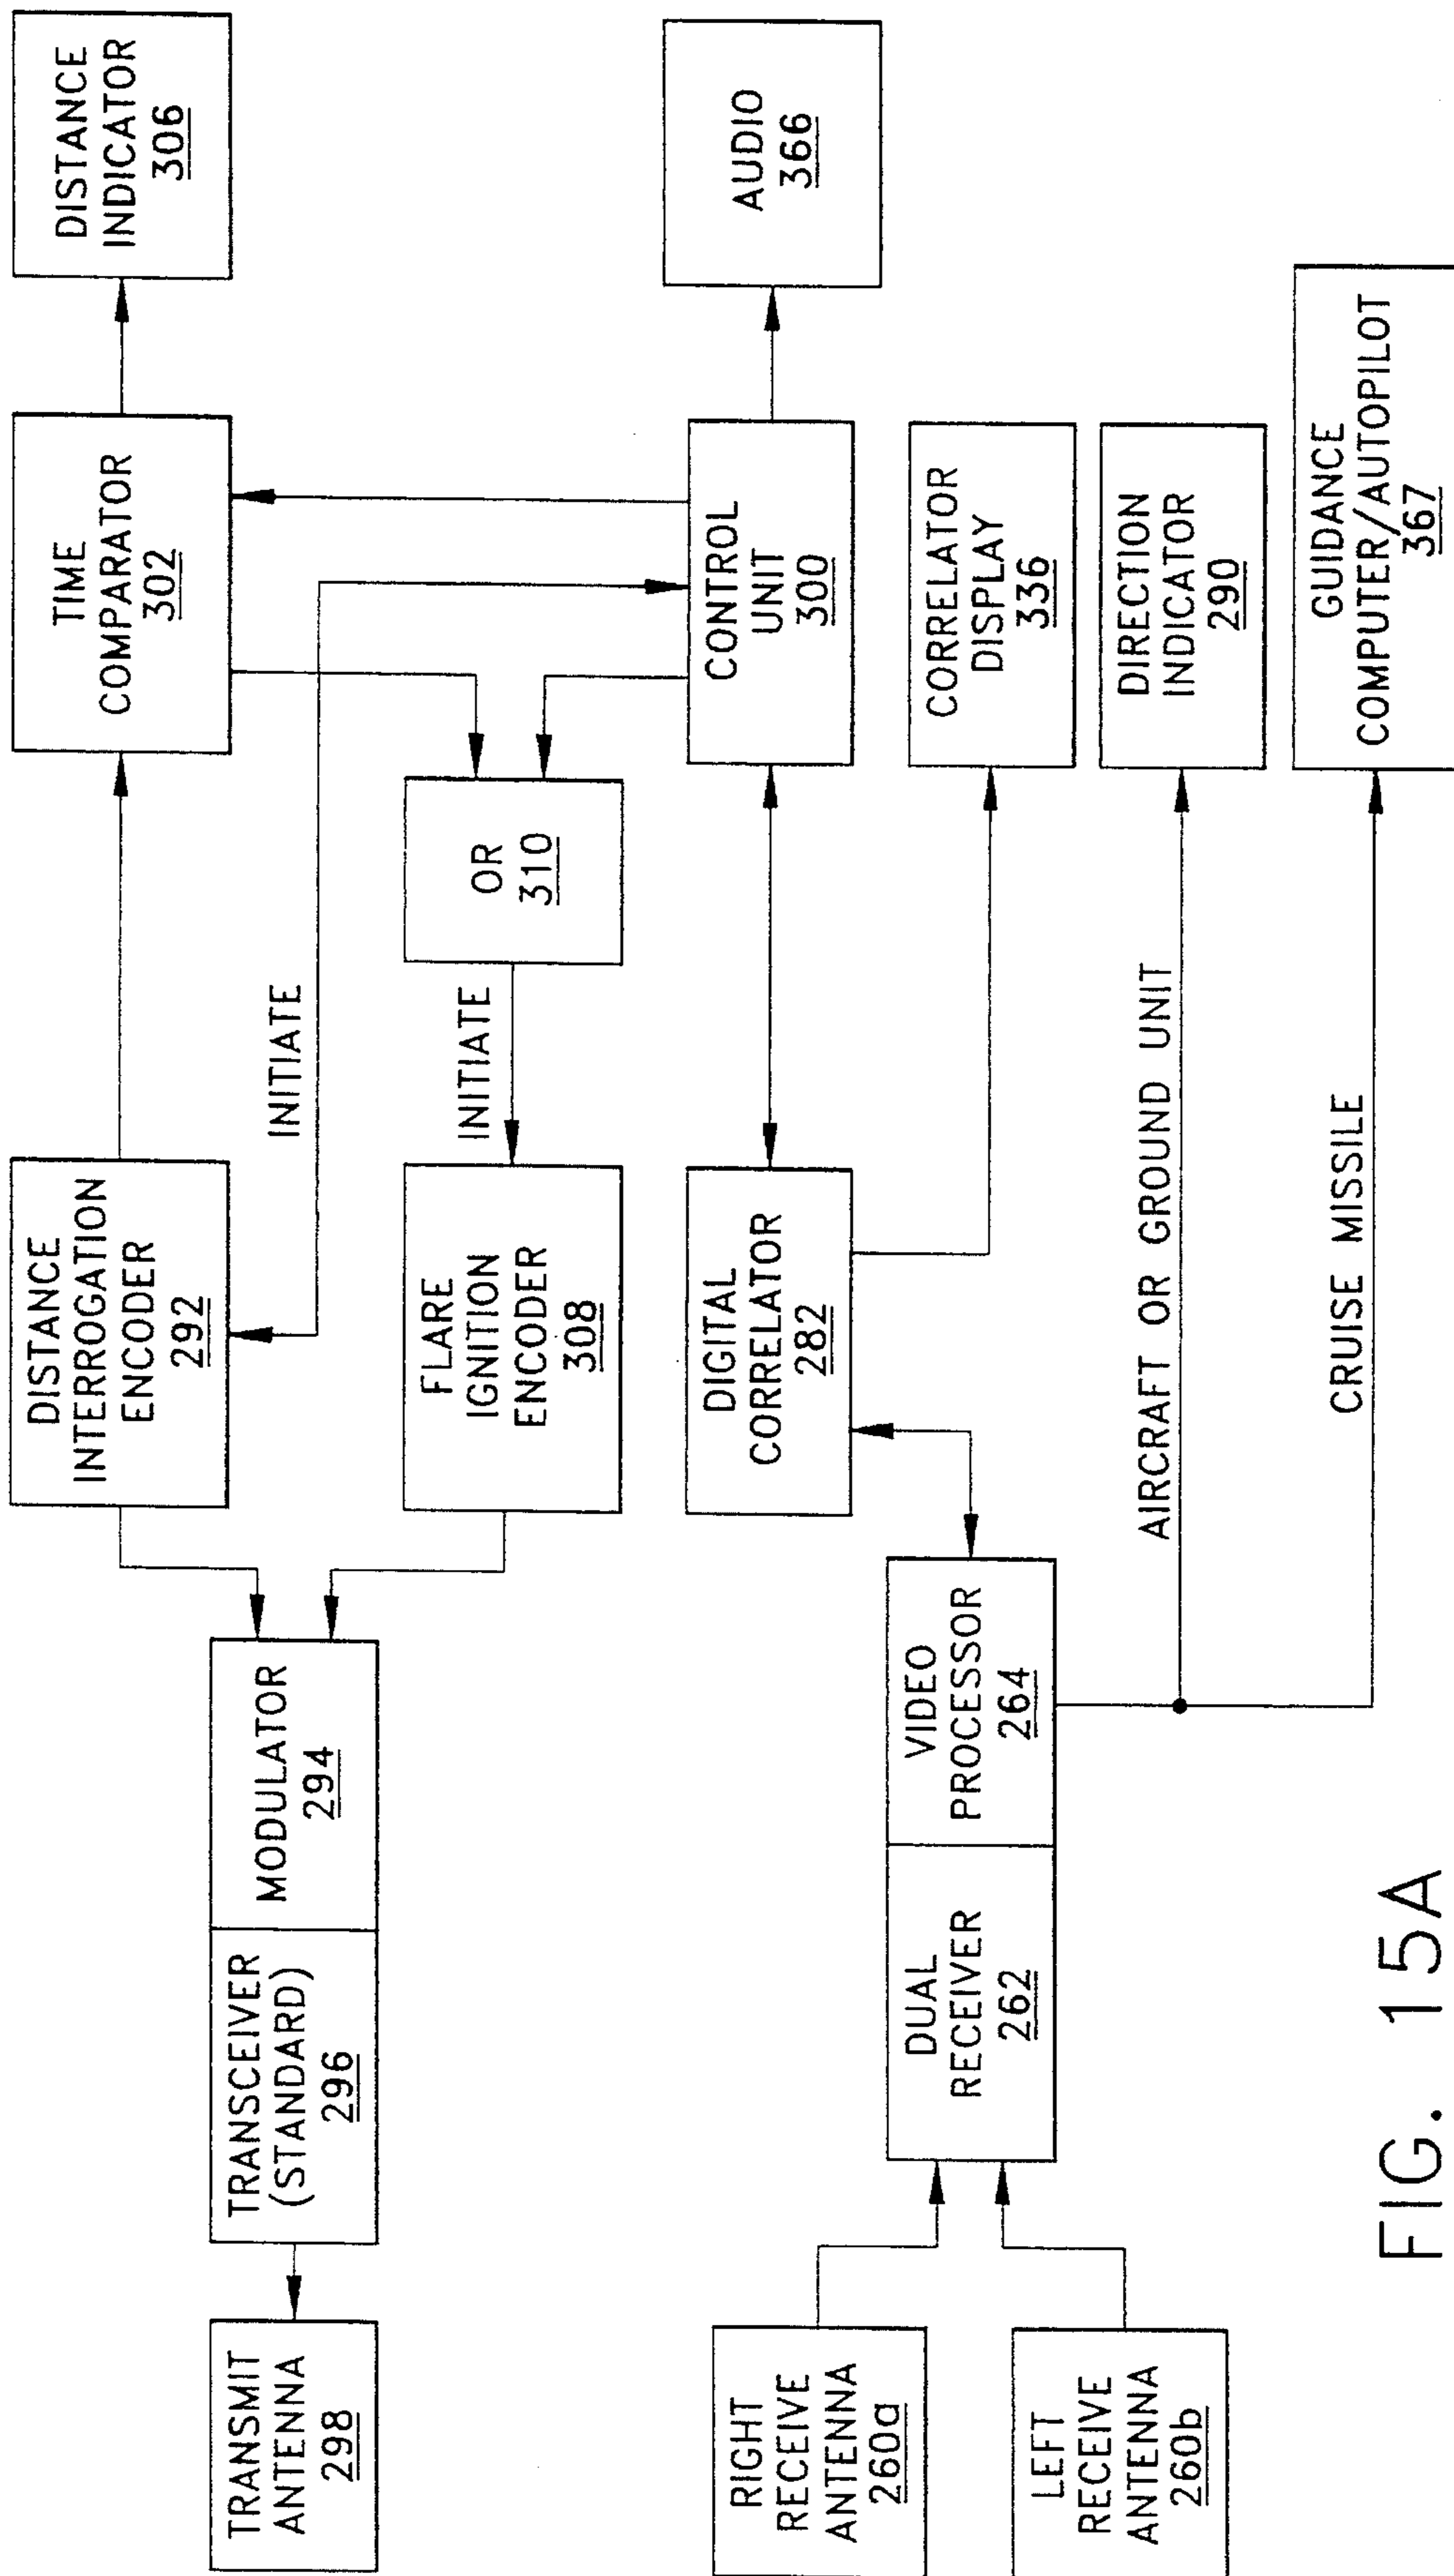 TRANSMIT
ANTENNA
298
TRANSCEIVER
(STANDARD)
296
MODULATOR
294
DISTANCE
INTERROGATION
ENCODER
292
TIME
COMPARATOR
302
DISTANCE
INDICATOR
306
INITIATE
FLARE
IGNITION
ENCODER
308
INITIATE
OR
310
RIGHT
RECEIVE
ANTENNA
260a
LEFT
RECEIVE
ANTENNA
260b
DUAL
RECEIVER
262
VIDEO
PROCESSOR
264
DIGITAL
CORRELATOR
282
CONTROL
UNIT
300
AUDIO
366
CORRELATOR
DISPLAY
336
AIRCRAFT OR GROUND UNIT
DIRECTION
INDICATOR
290
CRUISE MISSILE
GUIDANCE
COMPUTER/AUTOPILOT
367
FIG. 15A